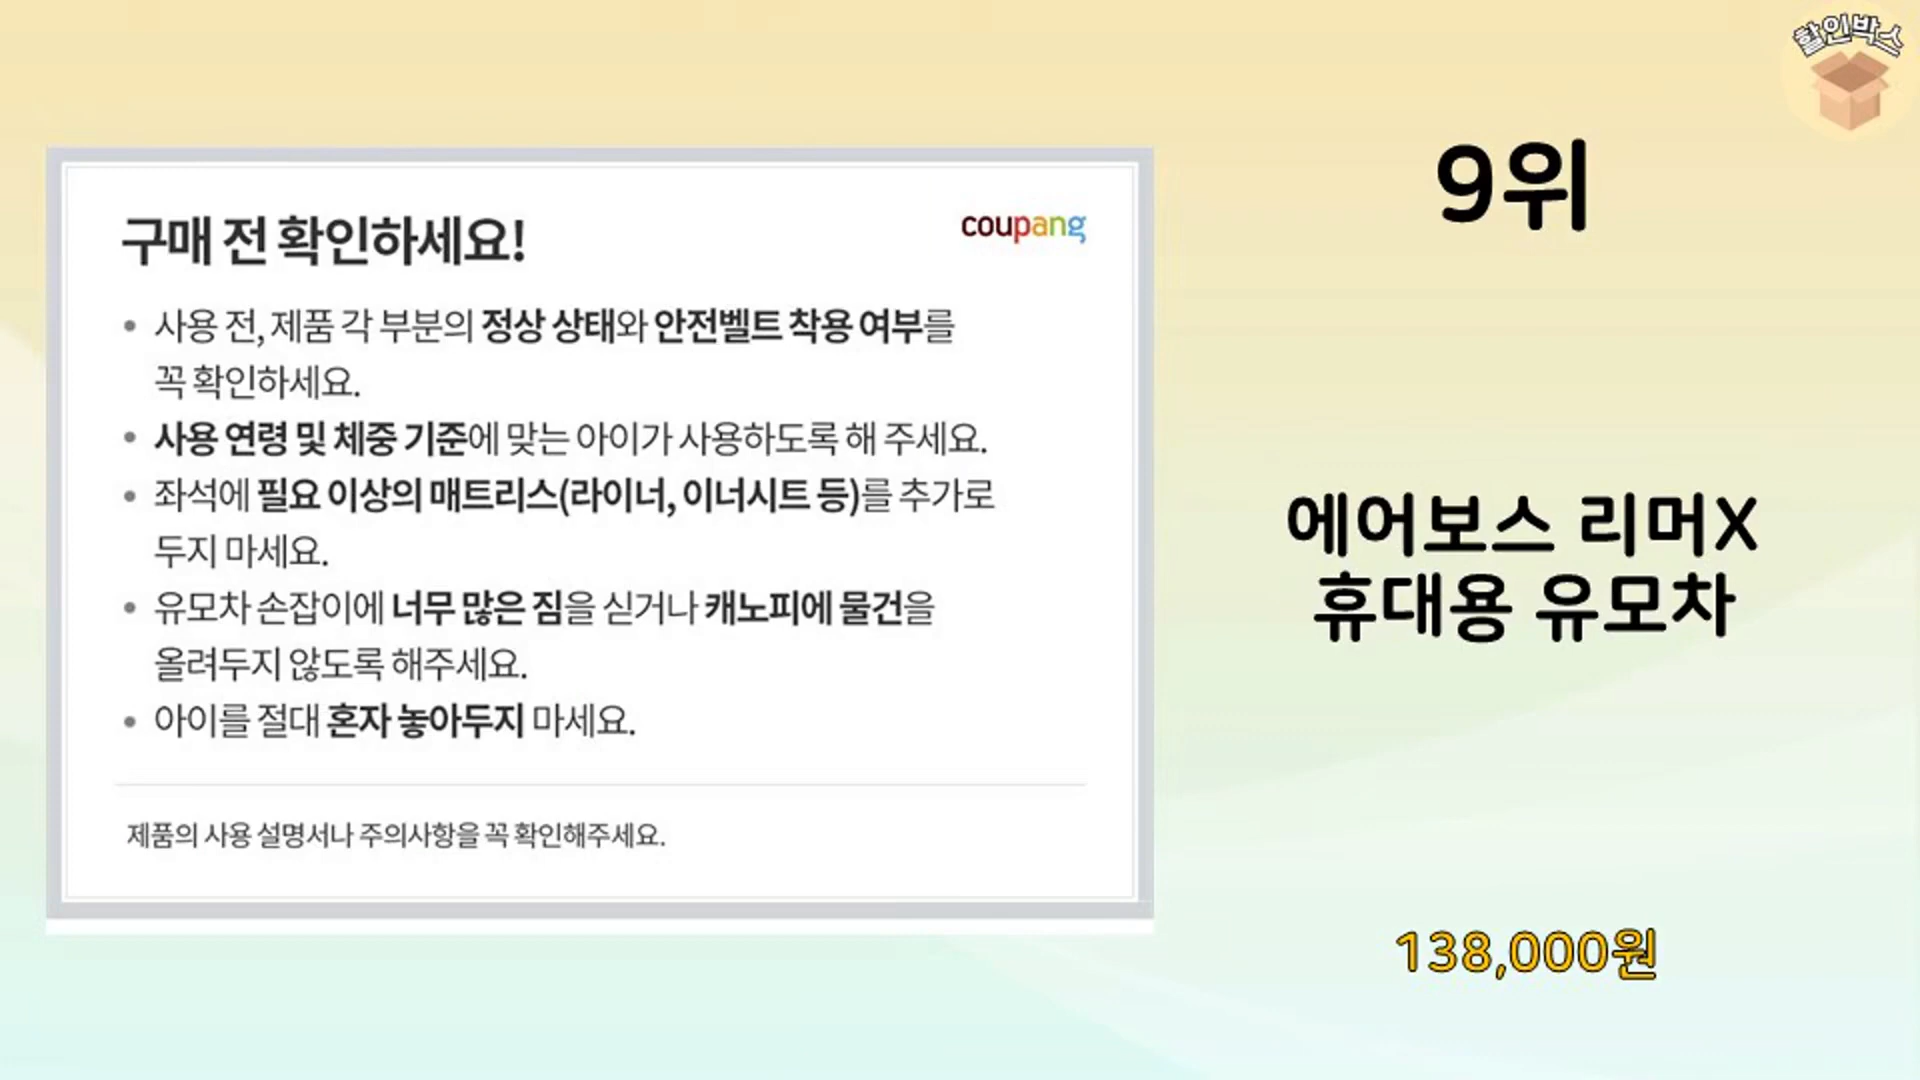 할인박스
9위
구매 전 확인하세요!
coupang
• 사용 전, 제품 각 부분의 정상 상태와 안전벨트 착용 여부를
꼭 확인하세요.
• 사용 연령 및 체중 기준에 맞는 아이가 사용하도록 해 주세요.
• 좌석에 필요 이상의 매트리스(라이너, 이너시트 등)를 추가로
두지 마세요.
• 유모차 손잡이에 너무 많은 짐을 싣거나 캐노피에 물건을
올려두지 않도록 해주세요.
• 아이를 절대 혼자 놓아두지 마세요.
제품의 사용 설명서나 주의사항을 꼭 확인해주세요.
에어보스 리머X
휴대용 유모차
138,000원